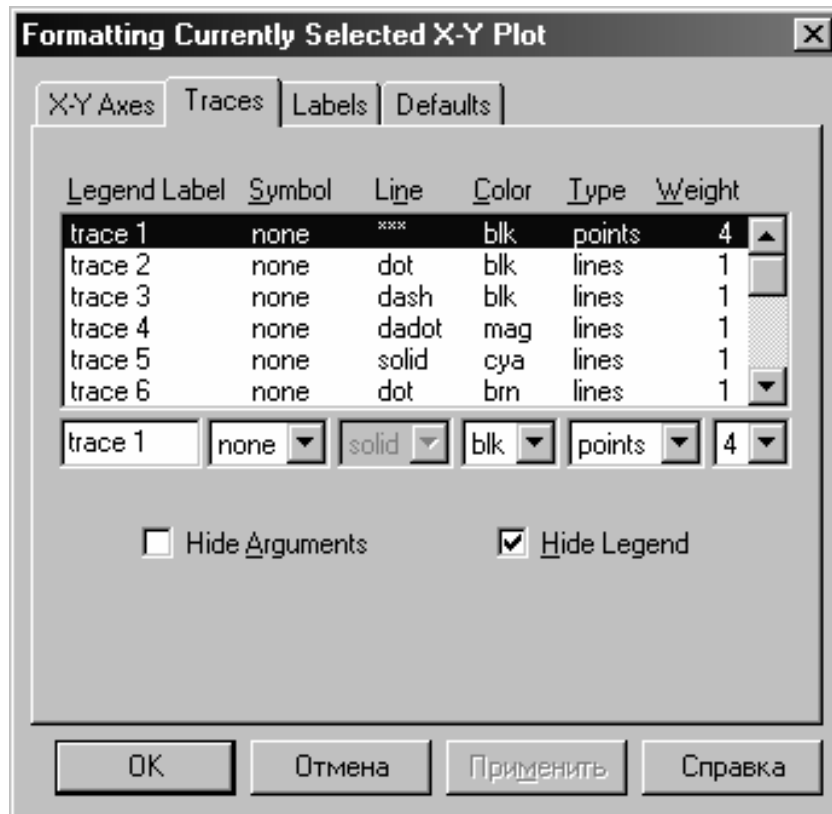 Formatting Currently Selected X-Y Plot
X-Y Axes Traces Labels Defaults
Legend Label Symbol Line Color Type Weight
trace 1 none *** blk points 4
trace 2 none dot blk lines 1
trace 3 none dash blk lines 1
trace 4 none dadot mag lines 1
trace 5 none solid cya lines 1
trace 6 none dot brn lines 1
trace 1 none solid blk points 4
Hide Arguments Hide Legend
OK Отмена Применить Справка